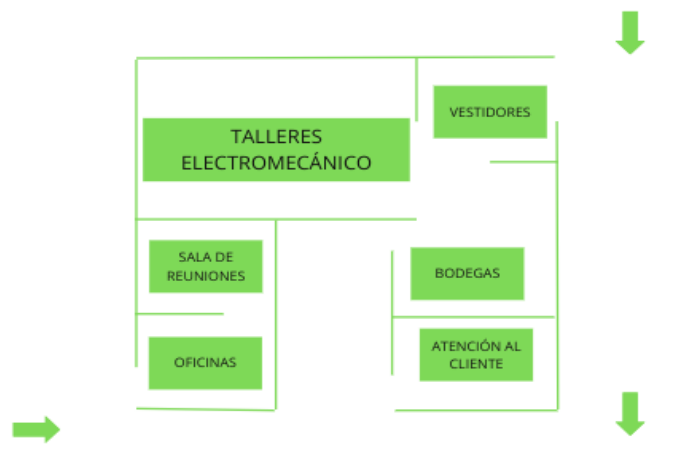 VESTIDORES
TALLERES
ELECTROMECÁNICO
SALA DE
REUNIONES
BODEGAS
ATENCIÓN AL
CLIENTE
OFICINAS